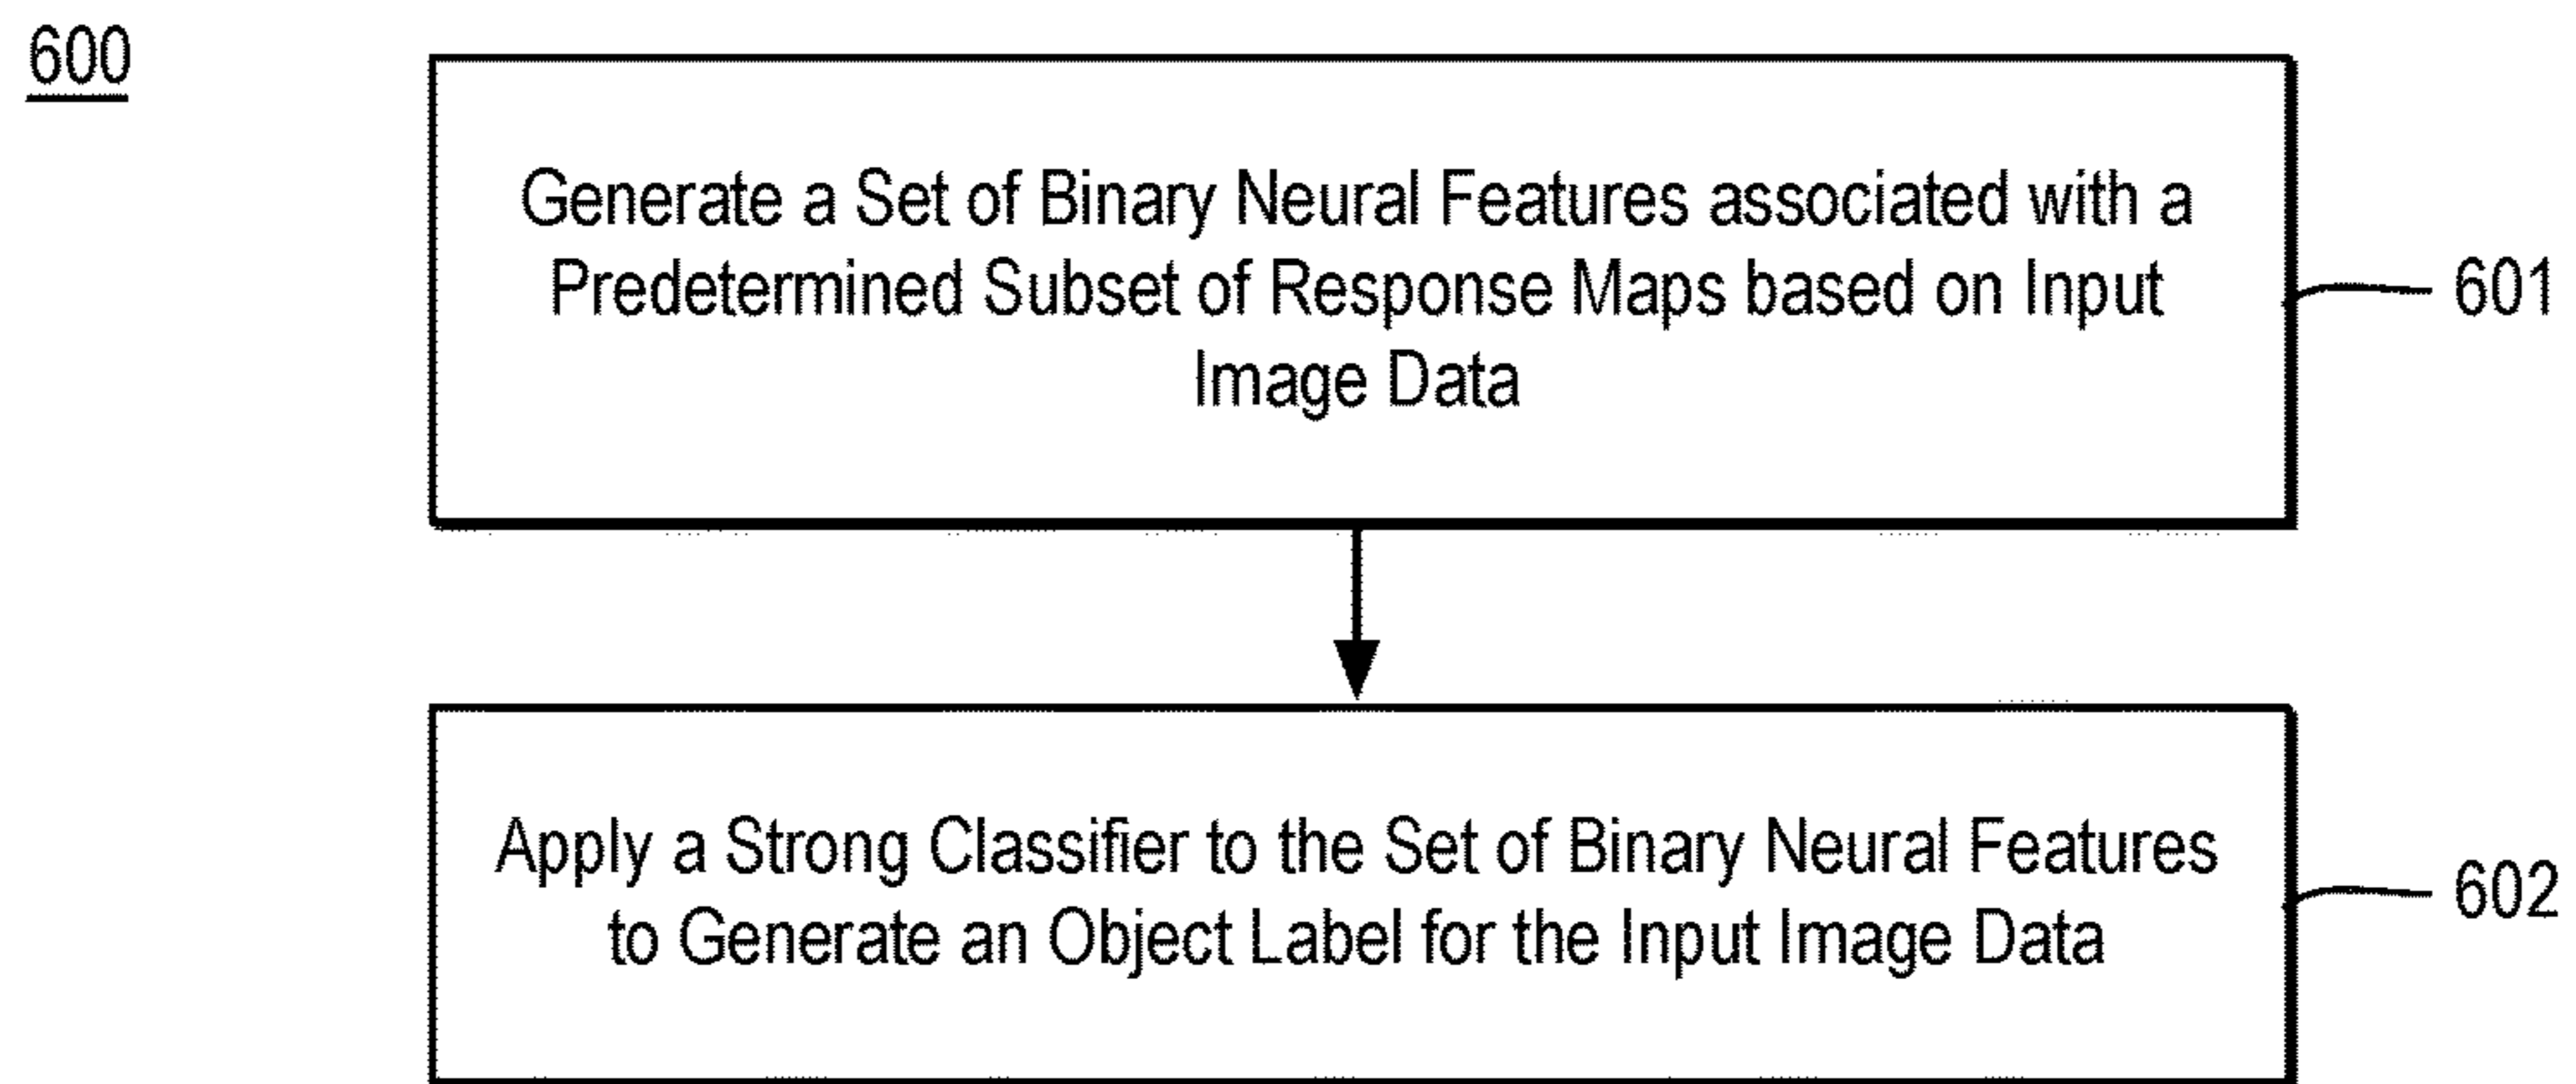 600
Generate a Set of Binary Neural Features associated with a
Predetermined Subset of Response Maps based on Input
Image Data
601
Apply a Strong Classifier to the Set of Binary Neural Features
to Generate an Object Label for the Input Image Data
602